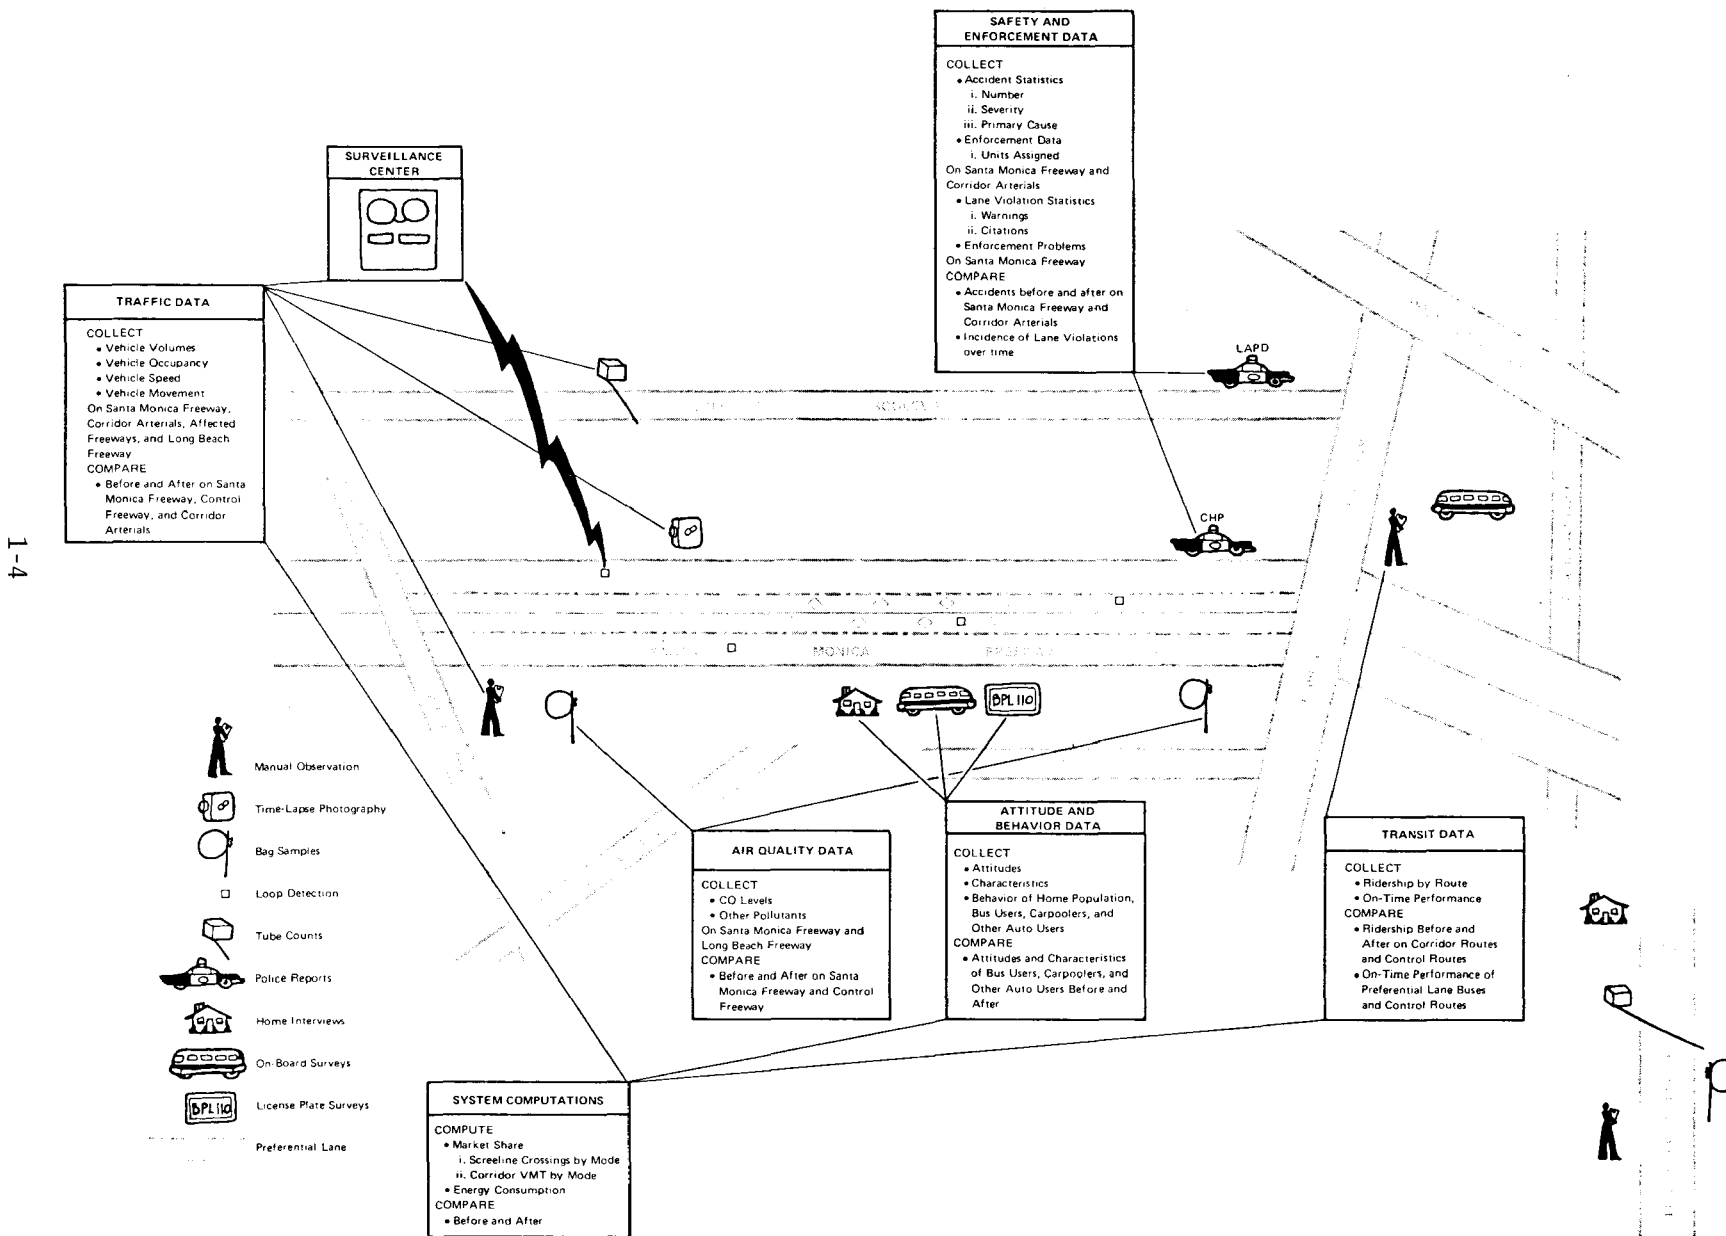 SAFETY AND
ENFORCEMENT DATA
COLLECT
• Accident Statistics
i. Number
ii. Severity
iii. Primary Cause
• Enforcement Data
i. Units Assigned
On Santa Monica Freeway and
Corridor Arterials
• Lane Violation Statistics
i. Warnings
ii. Citations
• Enforcement Problems
On Santa Monica Freeway
COMPARE
• Accidents before and after on
Santa Monica Freeway and
Corridor Arterials
• Incidence of Lane Violations
over time
SURVEILLANCE
CENTER
TRAFFIC DATA
COLLECT
• Vehicle Volumes
• Vehicle Occupancy
• Vehicle Speed
• Vehicle Movement
On Santa Monica Freeway,
Corridor Arterials, Affected
Freeways, and Long Beach
Freeway
COMPARE
• Before and After on Santa
Monica Freeway, Control
Freeway, and Corridor
Arterials
LAPD
CHP
1-4
MONICA
BPL 110
Manual Observation
Time-Lapse Photography
Bag Samples
Loop Detection
Tube Counts
Police Reports
Home Interviews
On-Board Surveys
BPL 110
License Plate Surveys
Preferential Lane
AIR QUALITY DATA
COLLECT
• CO Levels
• Other Pollutants
On Santa Monica Freeway and
Long Beach Freeway
COMPARE
• Before and After on Santa
Monica Freeway and Control
Freeway
ATTITUDE AND
BEHAVIOR DATA
COLLECT
• Attitudes
• Characteristics
• Behavior of Home Population,
Bus Users, Carpoolers, and
Other Auto Users
COMPARE
• Attitudes and Characteristics
of Bus Users, Carpoolers, and
Other Auto Users Before and
After
TRANSIT DATA
COLLECT
• Ridership by Route
• On-Time Performance
COMPARE
• Ridership Before and
After on Corridor Routes
and Control Routes
• On-Time Performance of
Preferential Lane Buses
and Control Routes
SYSTEM COMPUTATIONS
COMPUTE
• Market Share
i. Screeline Crossings by Mode
ii. Corridor VMT by Mode
• Energy Consumption
COMPARE
• Before and After